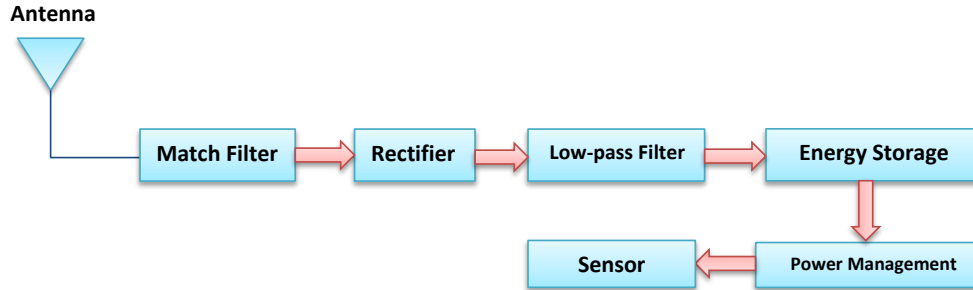 Antenna
Match Filter
Rectifier
Low-pass Filter
Energy Storage
Sensor
Power Management